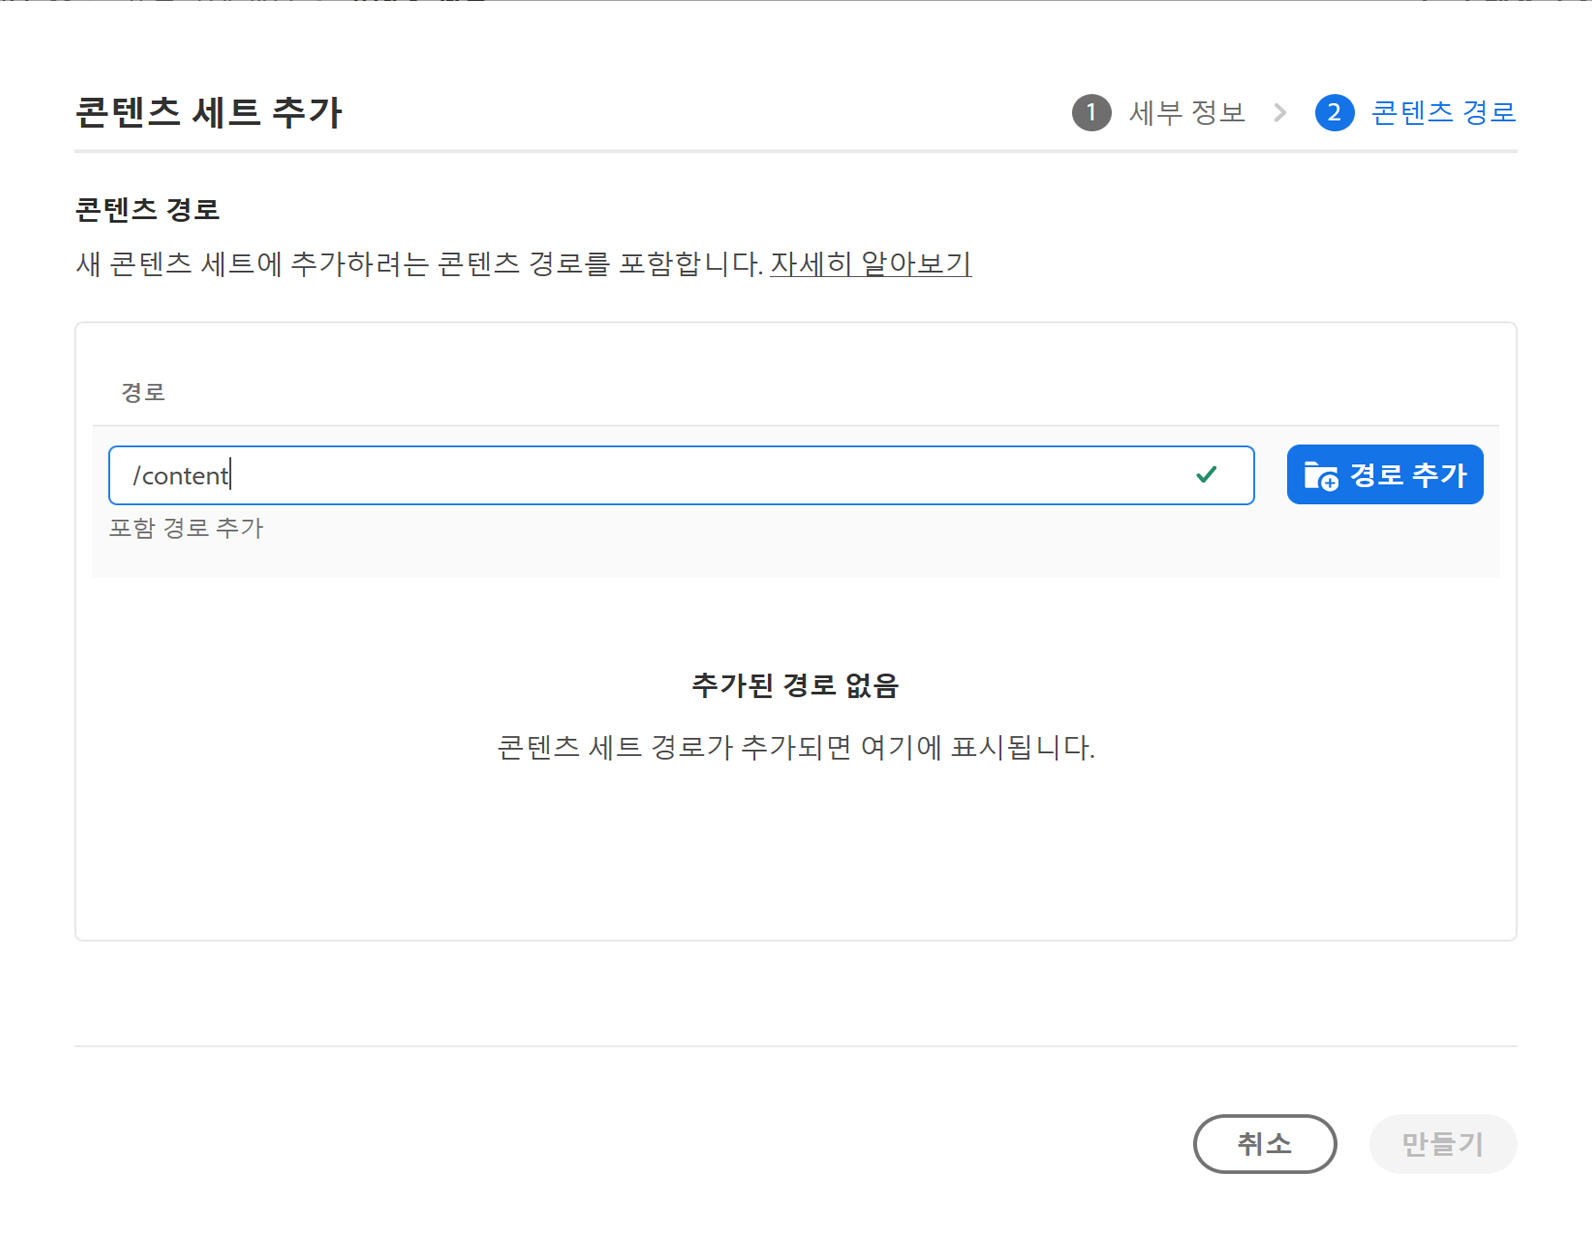 콘텐츠 세트 추가
1 세부 정보 > 2 콘텐츠 경로
콘텐츠 경로
새 콘텐츠 세트에 추가하려는 콘텐츠 경로를 포함합니다. 자세히 알아보기
경로
/content
경로 추가
포함 경로 추가
추가된 경로 없음
콘텐츠 세트 경로가 추가되면 여기에 표시됩니다.
취소
만들기